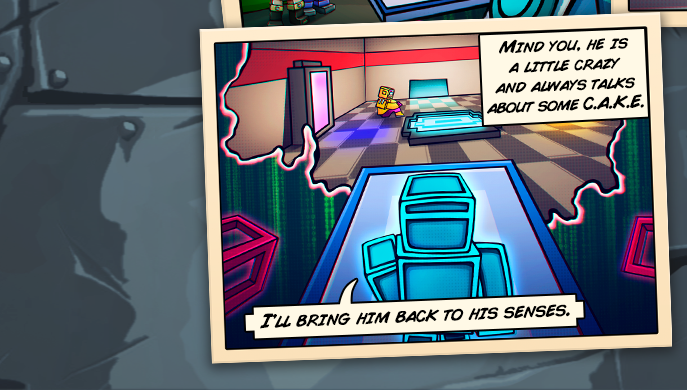 MIND YOU, HE IS
A LITTLE CRAZY
AND ALWAYS TALKS
ABOUT SOME C.A.K.E.
I'LL BRING HIM BACK TO HIS SENSES.